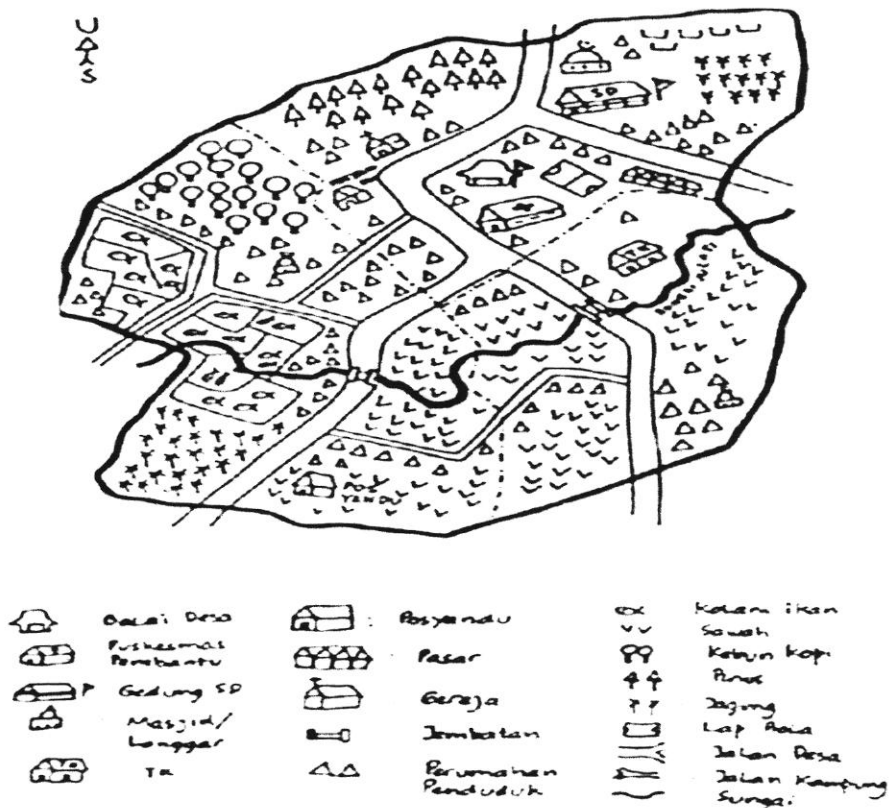 U
S
SD
TK
POS
YANDU
Balai Desa
Puskesmas
Pembantu
Gedung SD
Masjid/
Langgar
TK
: Posyandu
: Pasar
Gereja
Jembatan
Perumahan
Penduduk
Kolam ikan
Sawah
Kebun Kopi
Pinus
Jagung
Lap Bola
Jalan Desa
Jalan Kampung
Sungai